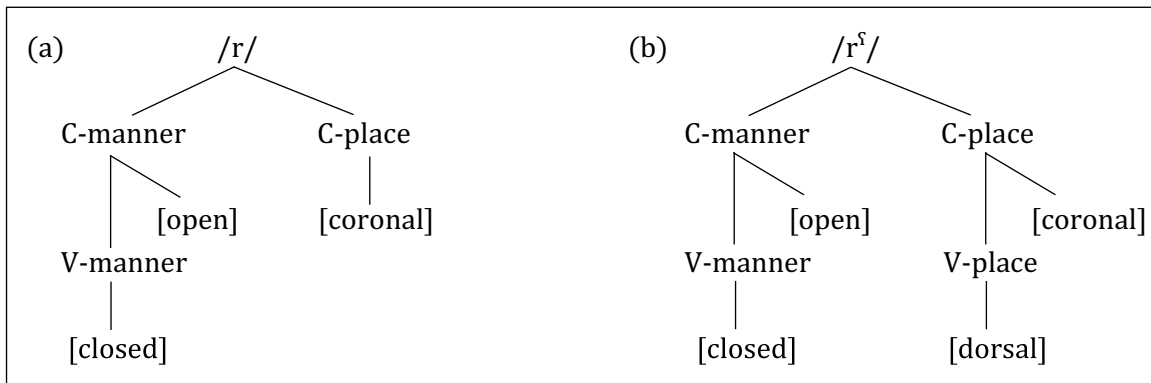 (a) /r/ (b) /rˤ/
C-manner C-place C-manner C-place
[open] [coronal] [open] [coronal]
V-manner V-manner V-place
[closed] [closed] [dorsal]